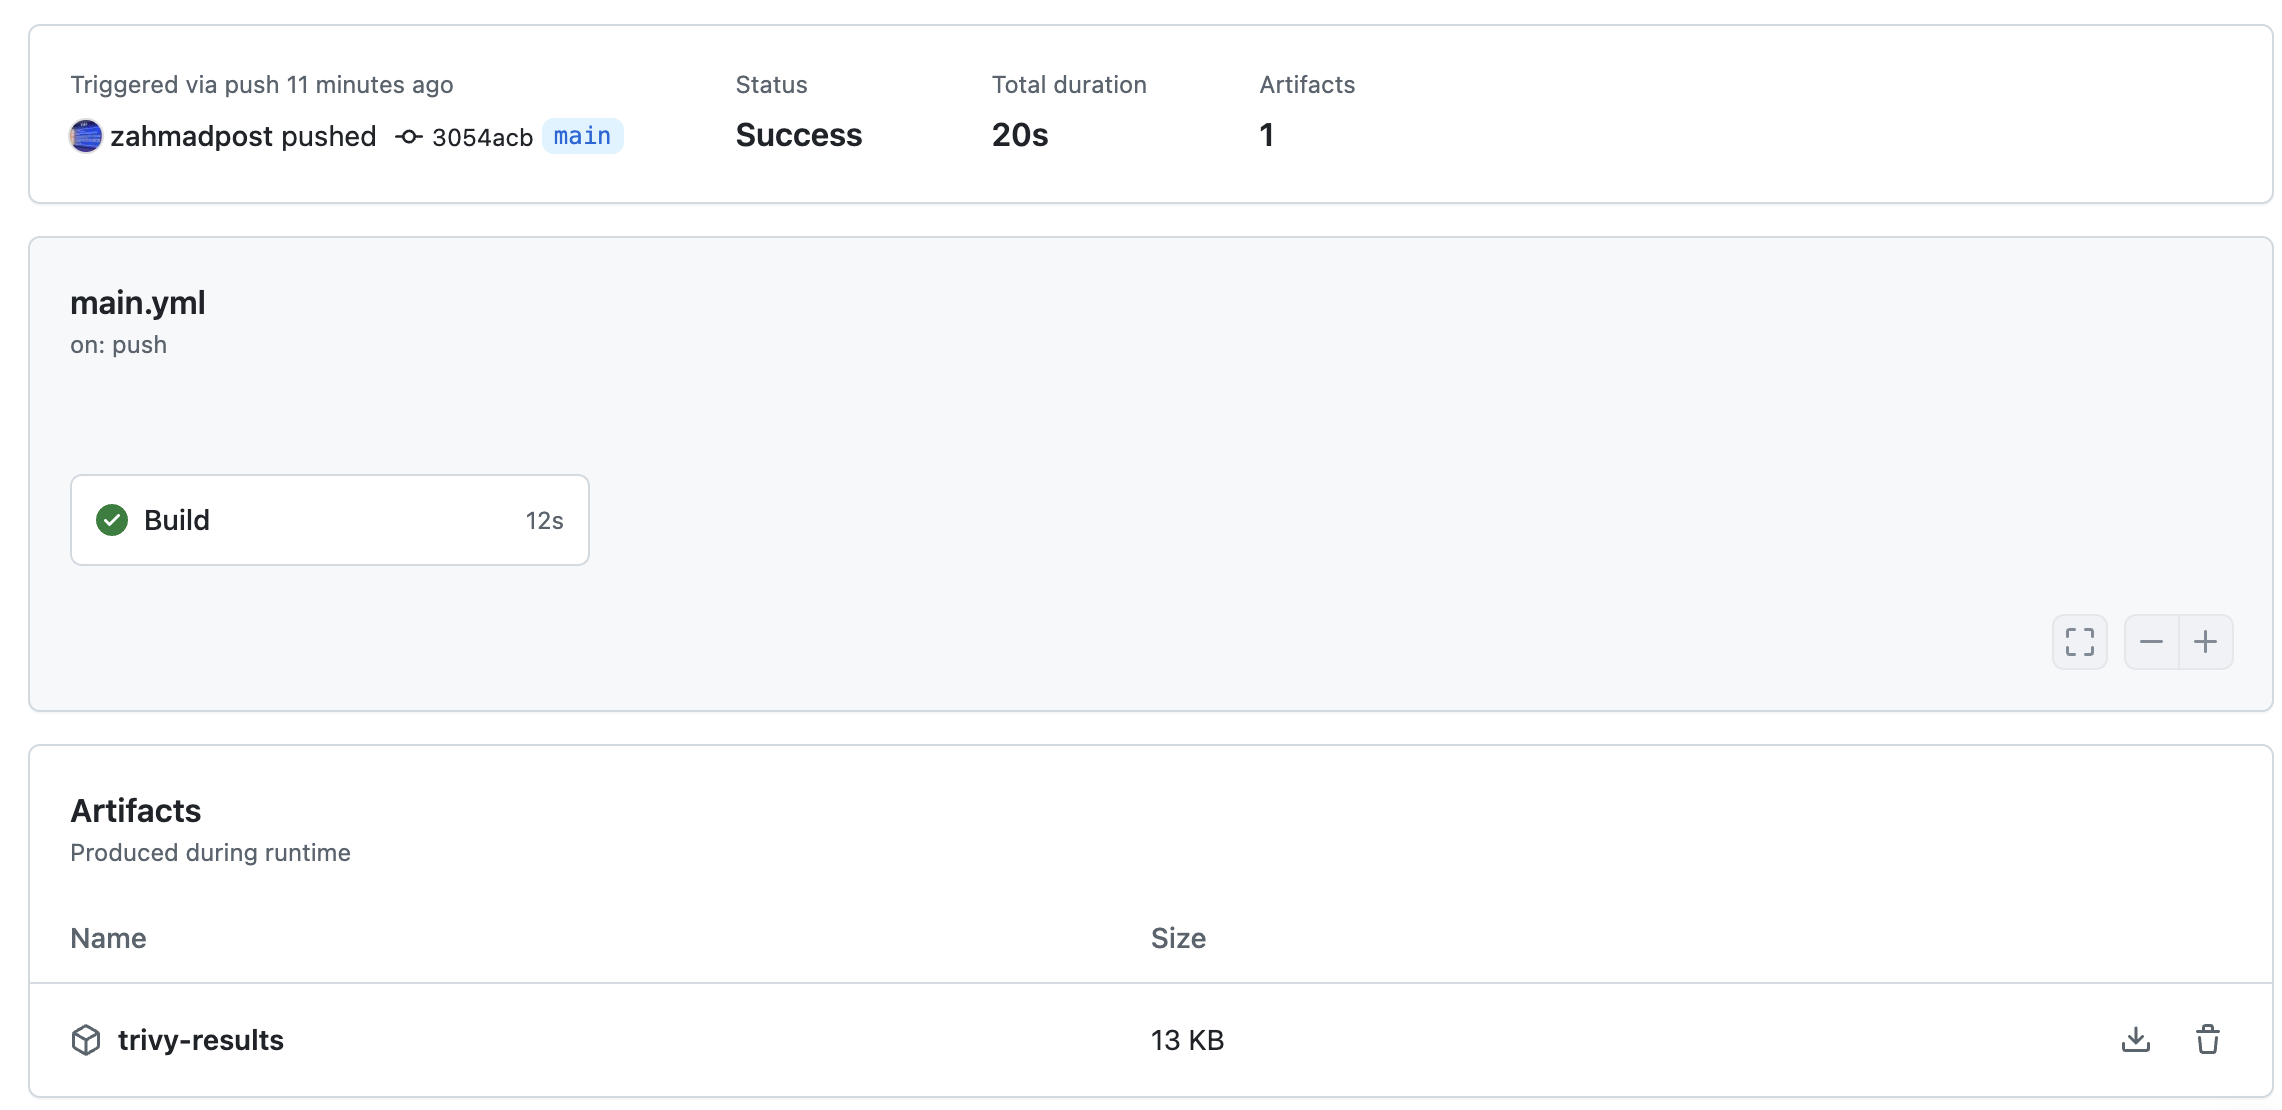 Triggered via push 11 minutes ago
zahmadpost pushed 3054acb main
Status
Success
Total duration
20s
Artifacts
1
main.yml
on: push
Build 12s
Artifacts
Produced during runtime
Name Size
trivy-results 13 KB